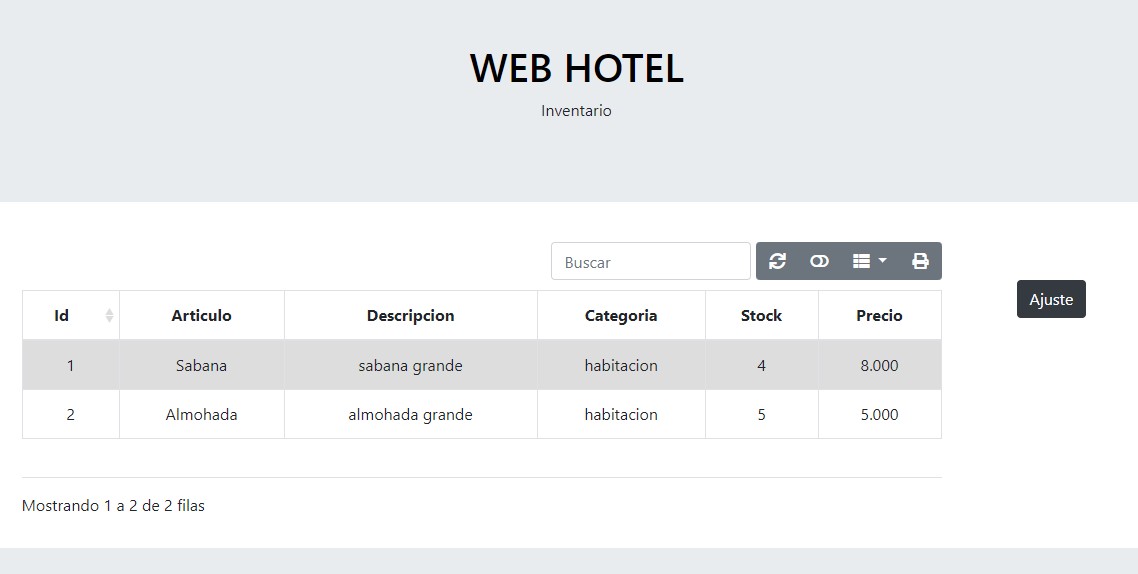 WEB HOTEL
Inventario
Buscar
Ajuste
Id Articulo Descripcion Categoria Stock Precio
1 Sabana sabana grande habitacion 4 8.000
2 Almohada almohada grande habitacion 5 5.000
Mostrando 1 a 2 de 2 filas